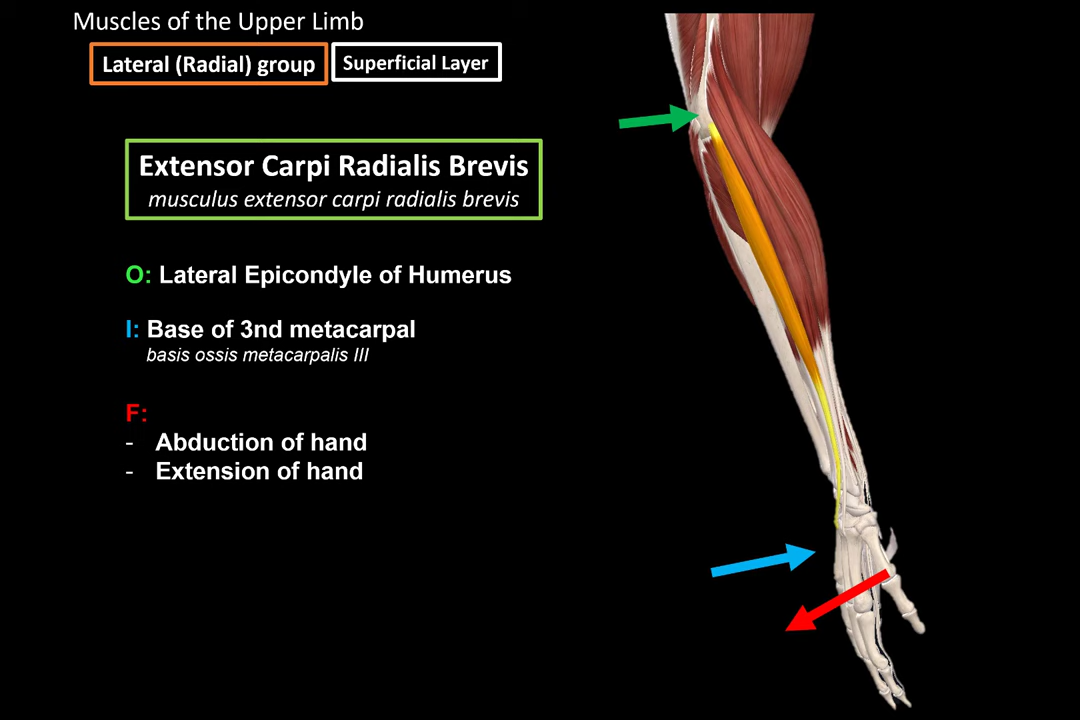 Muscles of the Upper Limb
Lateral (Radial) group
Superficial Layer
Extensor Carpi Radialis Brevis
musculus extensor carpi radialis brevis
O: Lateral Epicondyle of Humerus
I: Base of 3nd metacarpal
basis ossis metacarpalis III
F:
- Abduction of hand
- Extension of hand